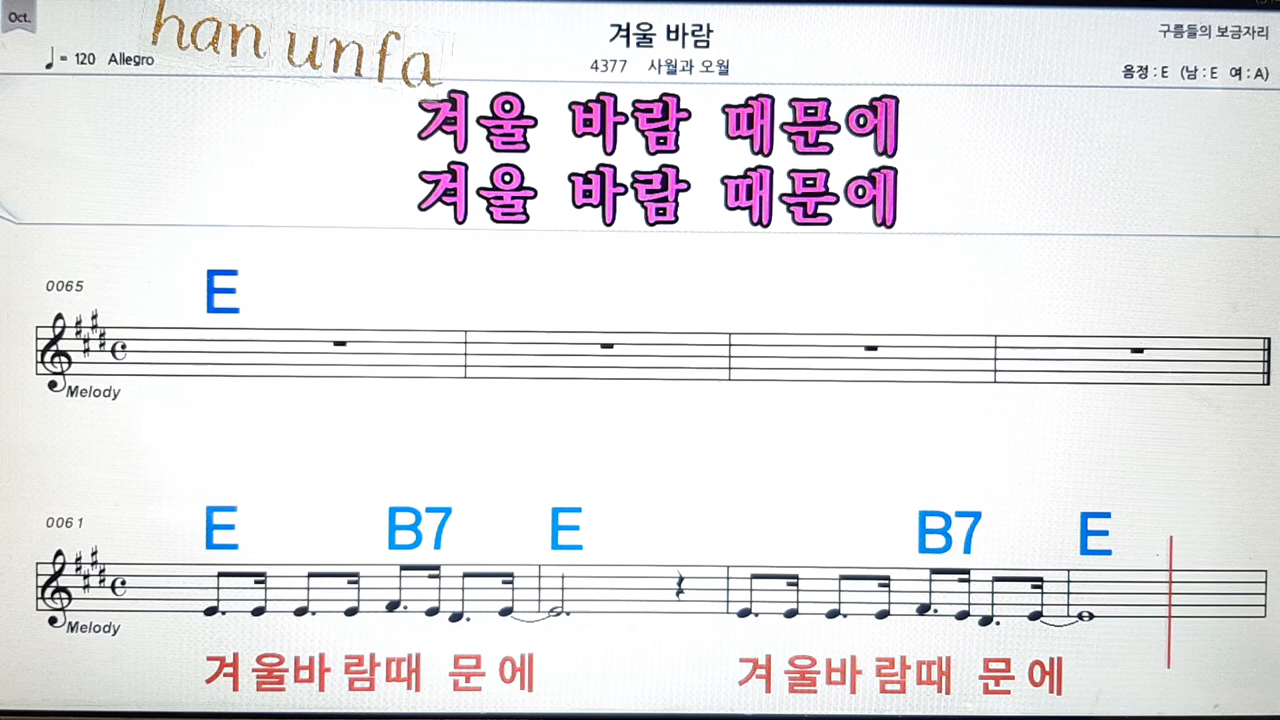 Oct.
han unfa
겨울 바람
구름들의 보금자리
♩= 120 Allegro
4377 사월과 오월
음정 : E (남 : E 여 : A)
겨울 바람 때문에
겨울 바람 때문에
0065
E
Melody
0061
E B7 E B7 E
Melody
겨 울바 람때 문 에 겨 울바 람때 문 에